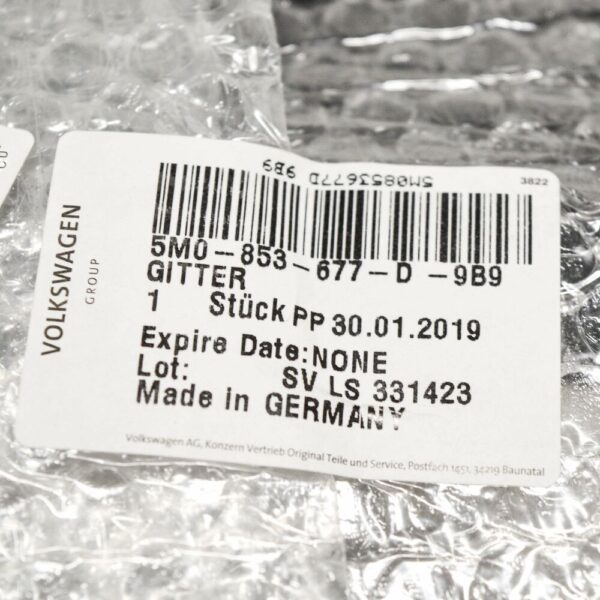 5M0853677D 9B9
3822
5M0-853-677-D -9B9
GITTER
1 Stück PP 30.01.2019
Expire Date:NONE
Lot: SV LS 331423
Made in GERMANY
VOLKSWAGEN
GROUP
Volkswagen AG, Konzern Vertrieb Original Teile und Service, Postfach 1451, 34219 Baunatal